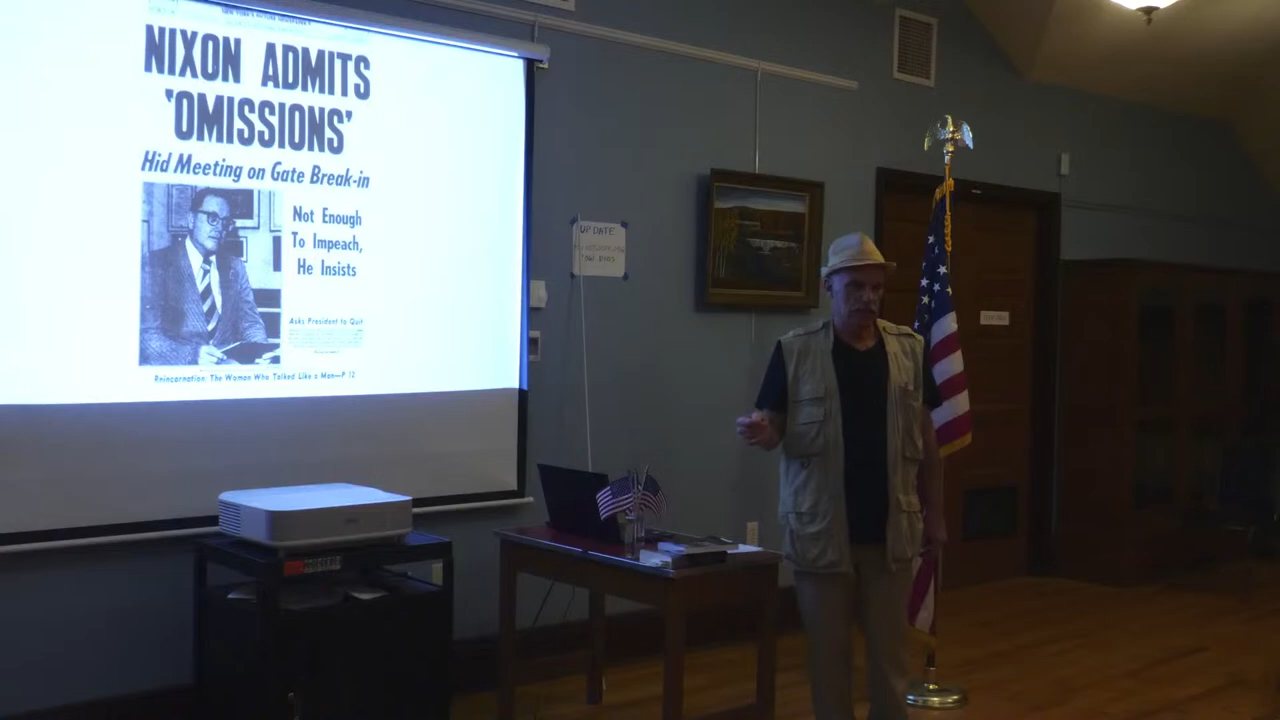 NIXON ADMITS
'OMISSIONS'
Hid Meeting on Gate Break-in
Not Enough
To Impeach,
He Insists
Asks President to Quit
Reincarnation: The Woman Who Talked Like a Man—P 12
UPDATE